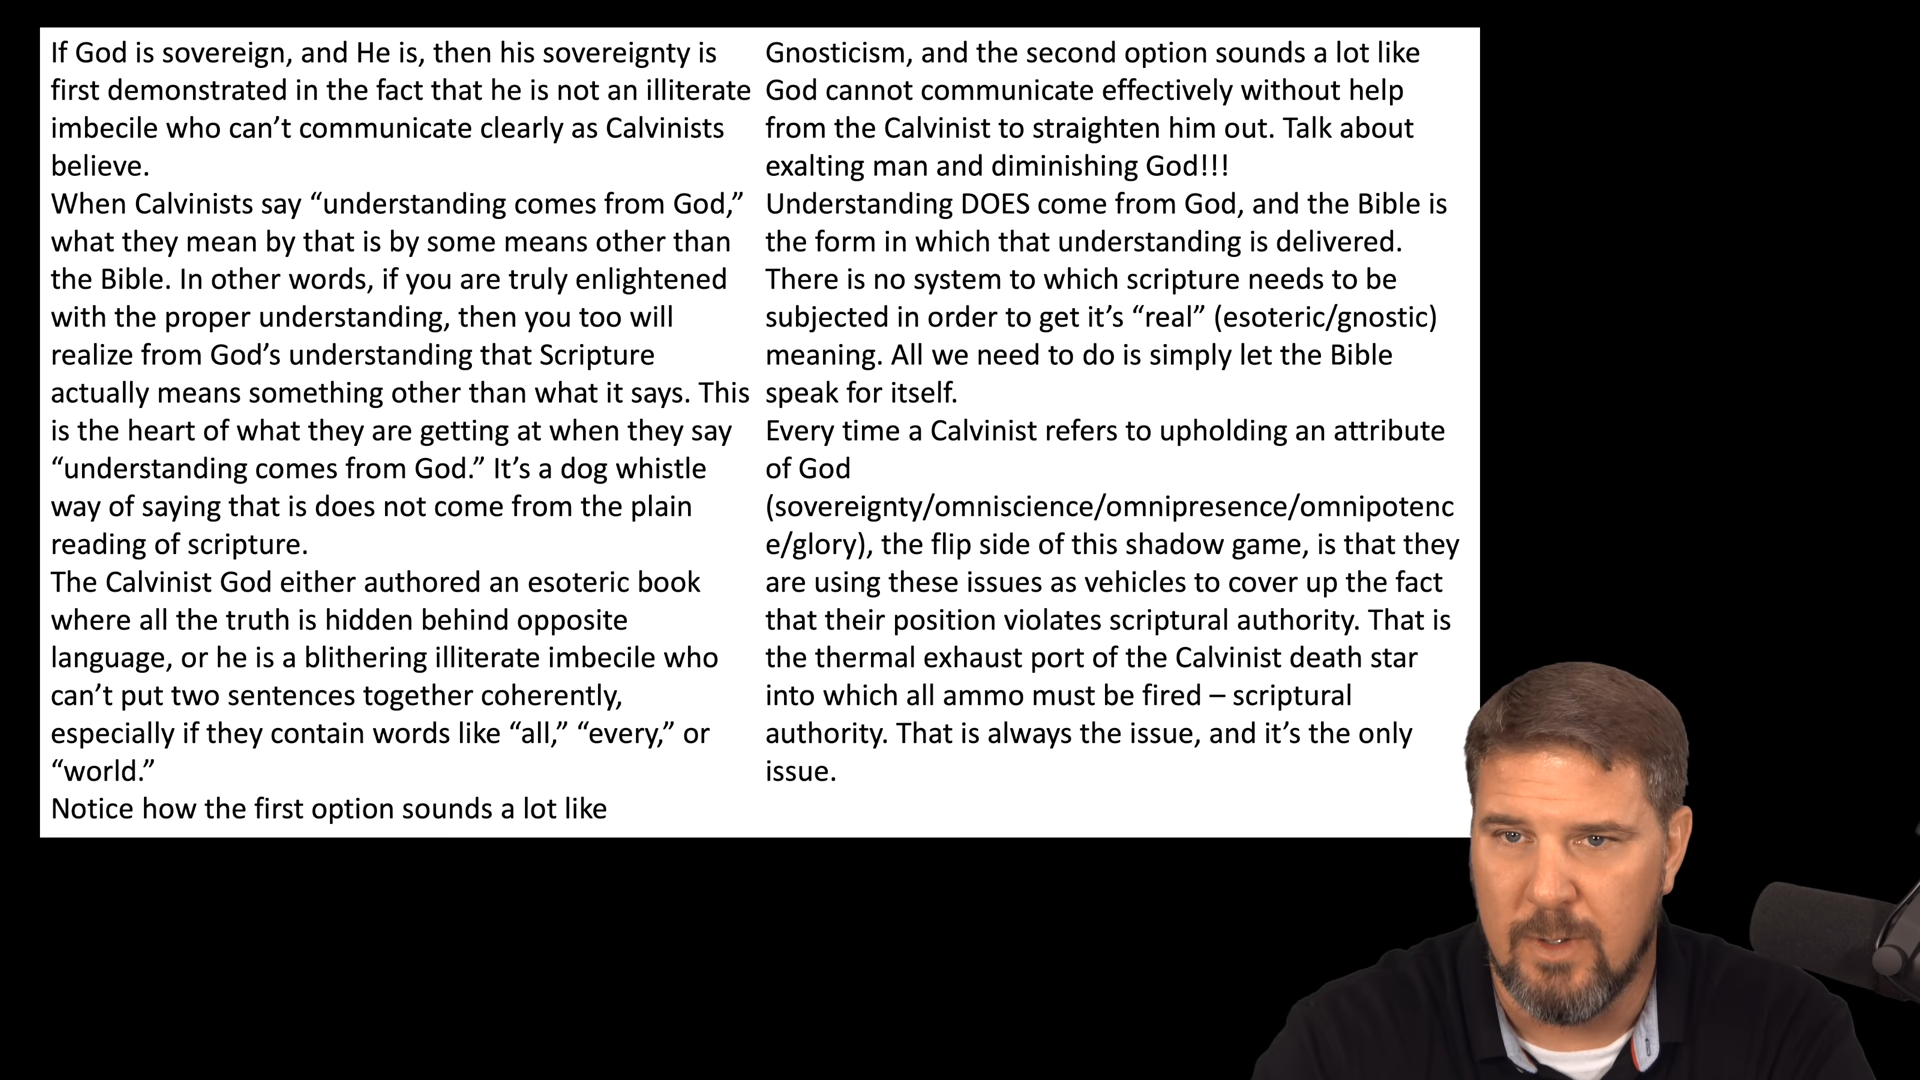 If God is sovereign, and He is, then his sovereignty is
first demonstrated in the fact that he is not an illiterate
imbecile who can’t communicate clearly as Calvinists
believe.
When Calvinists say “understanding comes from God,”
what they mean by that is by some means other than
the Bible. In other words, if you are truly enlightened
with the proper understanding, then you too will
realize from God’s understanding that Scripture
actually means something other than what it says. This
is the heart of what they are getting at when they say
“understanding comes from God.” It’s a dog whistle
way of saying that is does not come from the plain
reading of scripture.
The Calvinist God either authored an esoteric book
where all the truth is hidden behind opposite
language, or he is a blithering illiterate imbecile who
can’t put two sentences together coherently,
especially if they contain words like “all,” “every,” or
“world.”
Notice how the first option sounds a lot like
Gnosticism, and the second option sounds a lot like
God cannot communicate effectively without help
from the Calvinist to straighten him out. Talk about
exalting man and diminishing God!!!
Understanding DOES come from God, and the Bible is
the form in which that understanding is delivered.
There is no system to which scripture needs to be
subjected in order to get it’s “real” (esoteric/gnostic)
meaning. All we need to do is simply let the Bible
speak for itself.
Every time a Calvinist refers to upholding an attribute
of God
(sovereignty/omniscience/omnipresence/omnipotenc
e/glory), the flip side of this shadow game, is that they
are using these issues as vehicles to cover up the fact
that their position violates scriptural authority. That is
the thermal exhaust port of the Calvinist death star
into which all ammo must be fired – scriptural
authority. That is always the issue, and it’s the only
issue.